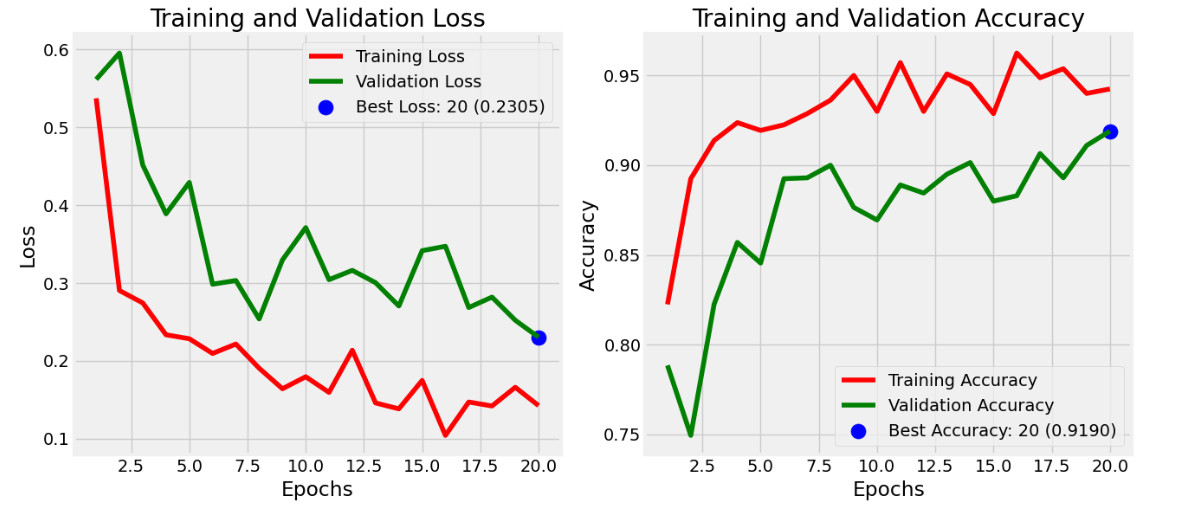 Training and Validation Loss
Loss
0.6
0.5
0.4
0.3
0.2
0.1
Training Loss
Validation Loss
Best Loss: 20 (0.2305)
2.5 5.0 7.5 10.0 12.5 15.0 17.5 20.0
Epochs
Training and Validation Accuracy
Accuracy
0.95
0.90
0.85
0.80
0.75
Training Accuracy
Validation Accuracy
Best Accuracy: 20 (0.9190)
2.5 5.0 7.5 10.0 12.5 15.0 17.5 20.0
Epochs